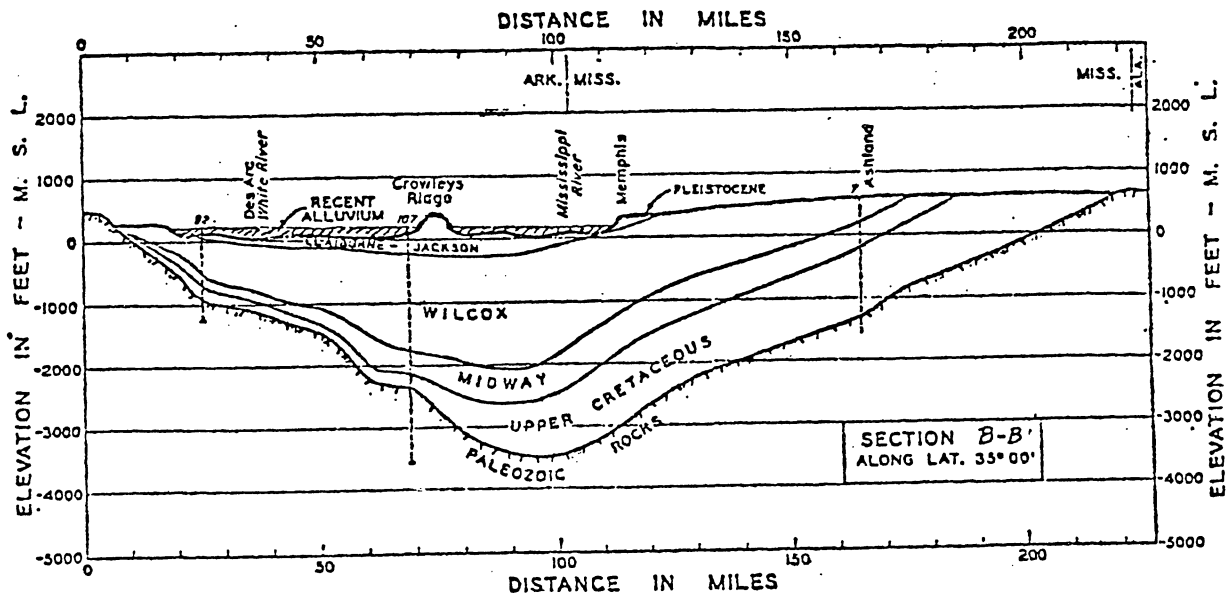 DISTANCE IN MILES
0 50 100 150 200
ARK. MISS. MISS. ALA.
ELEVATION IN FEET - M. S. L.
2000
1000
0
-1000
-2000
-3000
-4000
-5000
Des Arc
White River
Crowleys
Ridge
Mississippi
River
Memphis
Ashland
PLEISTOCENE
RECENT
ALLUVIUM
92
107
CLAIBORNE - JACKSON
WILCOX
MIDWAY
UPPER CRETACEOUS
PALEOZOIC ROCKS
SECTION B-B'
ALONG LAT. 35° 00'
2000
1000
0
-1000
-2000
-3000
-4000
-5000
ELEVATION IN FEET - M. S. L.
0 50 100 150 200
DISTANCE IN MILES